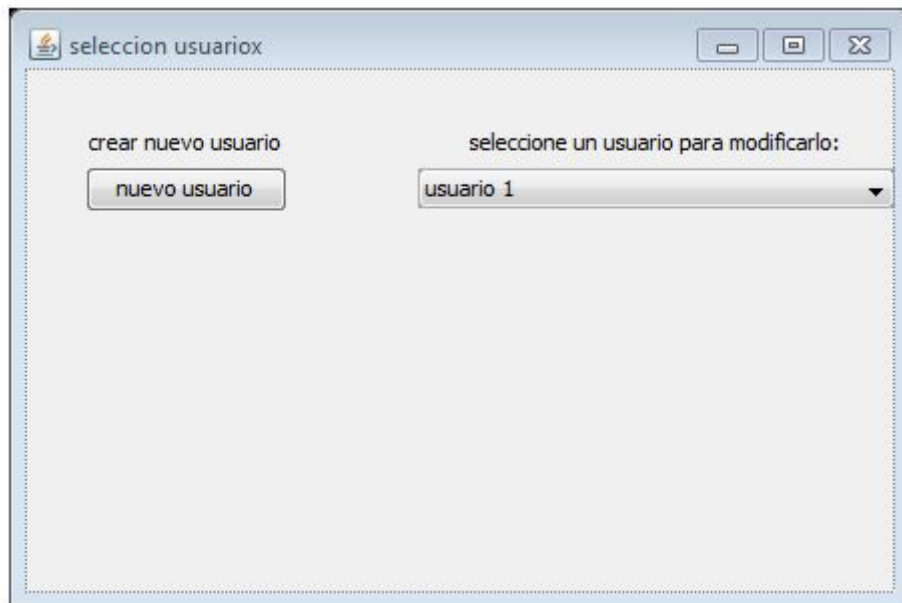 seleccion usuariox
crear nuevo usuario
seleccione un usuario para modificarlo:
nuevo usuario
usuario 1